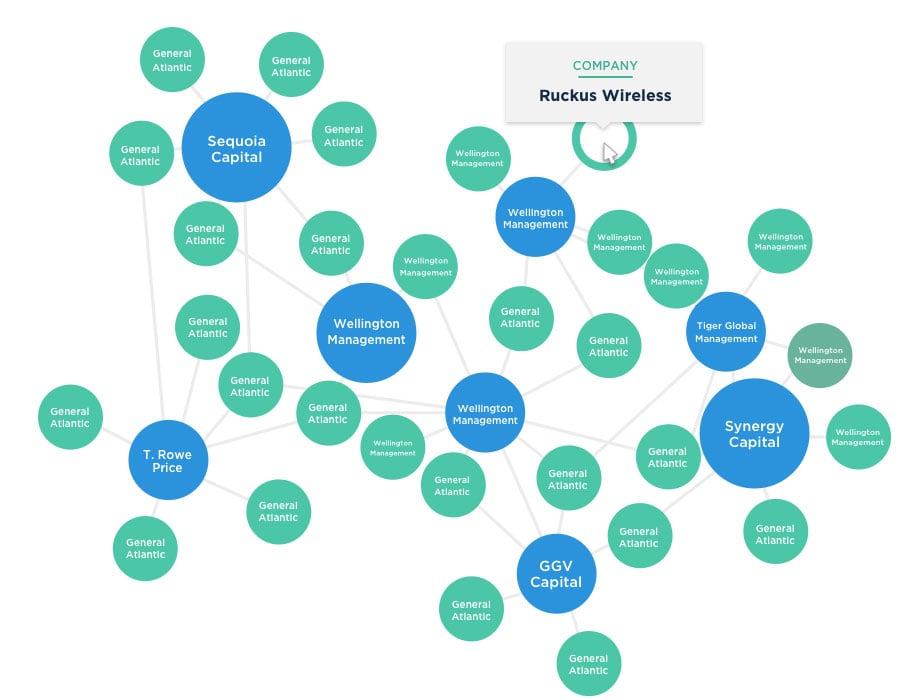 General
Atlantic
General
Atlantic
COMPANY
Ruckus Wireless
General
Atlantic
Sequoia
Capital
General
Atlantic
Wellington
Management
Wellington
Management
General
Atlantic
General
Atlantic
Wellington
Management
Wellington
Management
Wellington
Management
Wellington
Management
General
Atlantic
General
Atlantic
Wellington
Management
Tiger Global
Management
General
Atlantic
Wellington
Management
General
Atlantic
General
Atlantic
General
Atlantic
Wellington
Management
Wellington
Management
Synergy
Capital
Wellington
Management
T. Rowe
Price
General
Atlantic
General
Atlantic
General
Atlantic
General
Atlantic
General
Atlantic
General
Atlantic
General
Atlantic
General
Atlantic
GGV
Capital
General
Atlantic
General
Atlantic